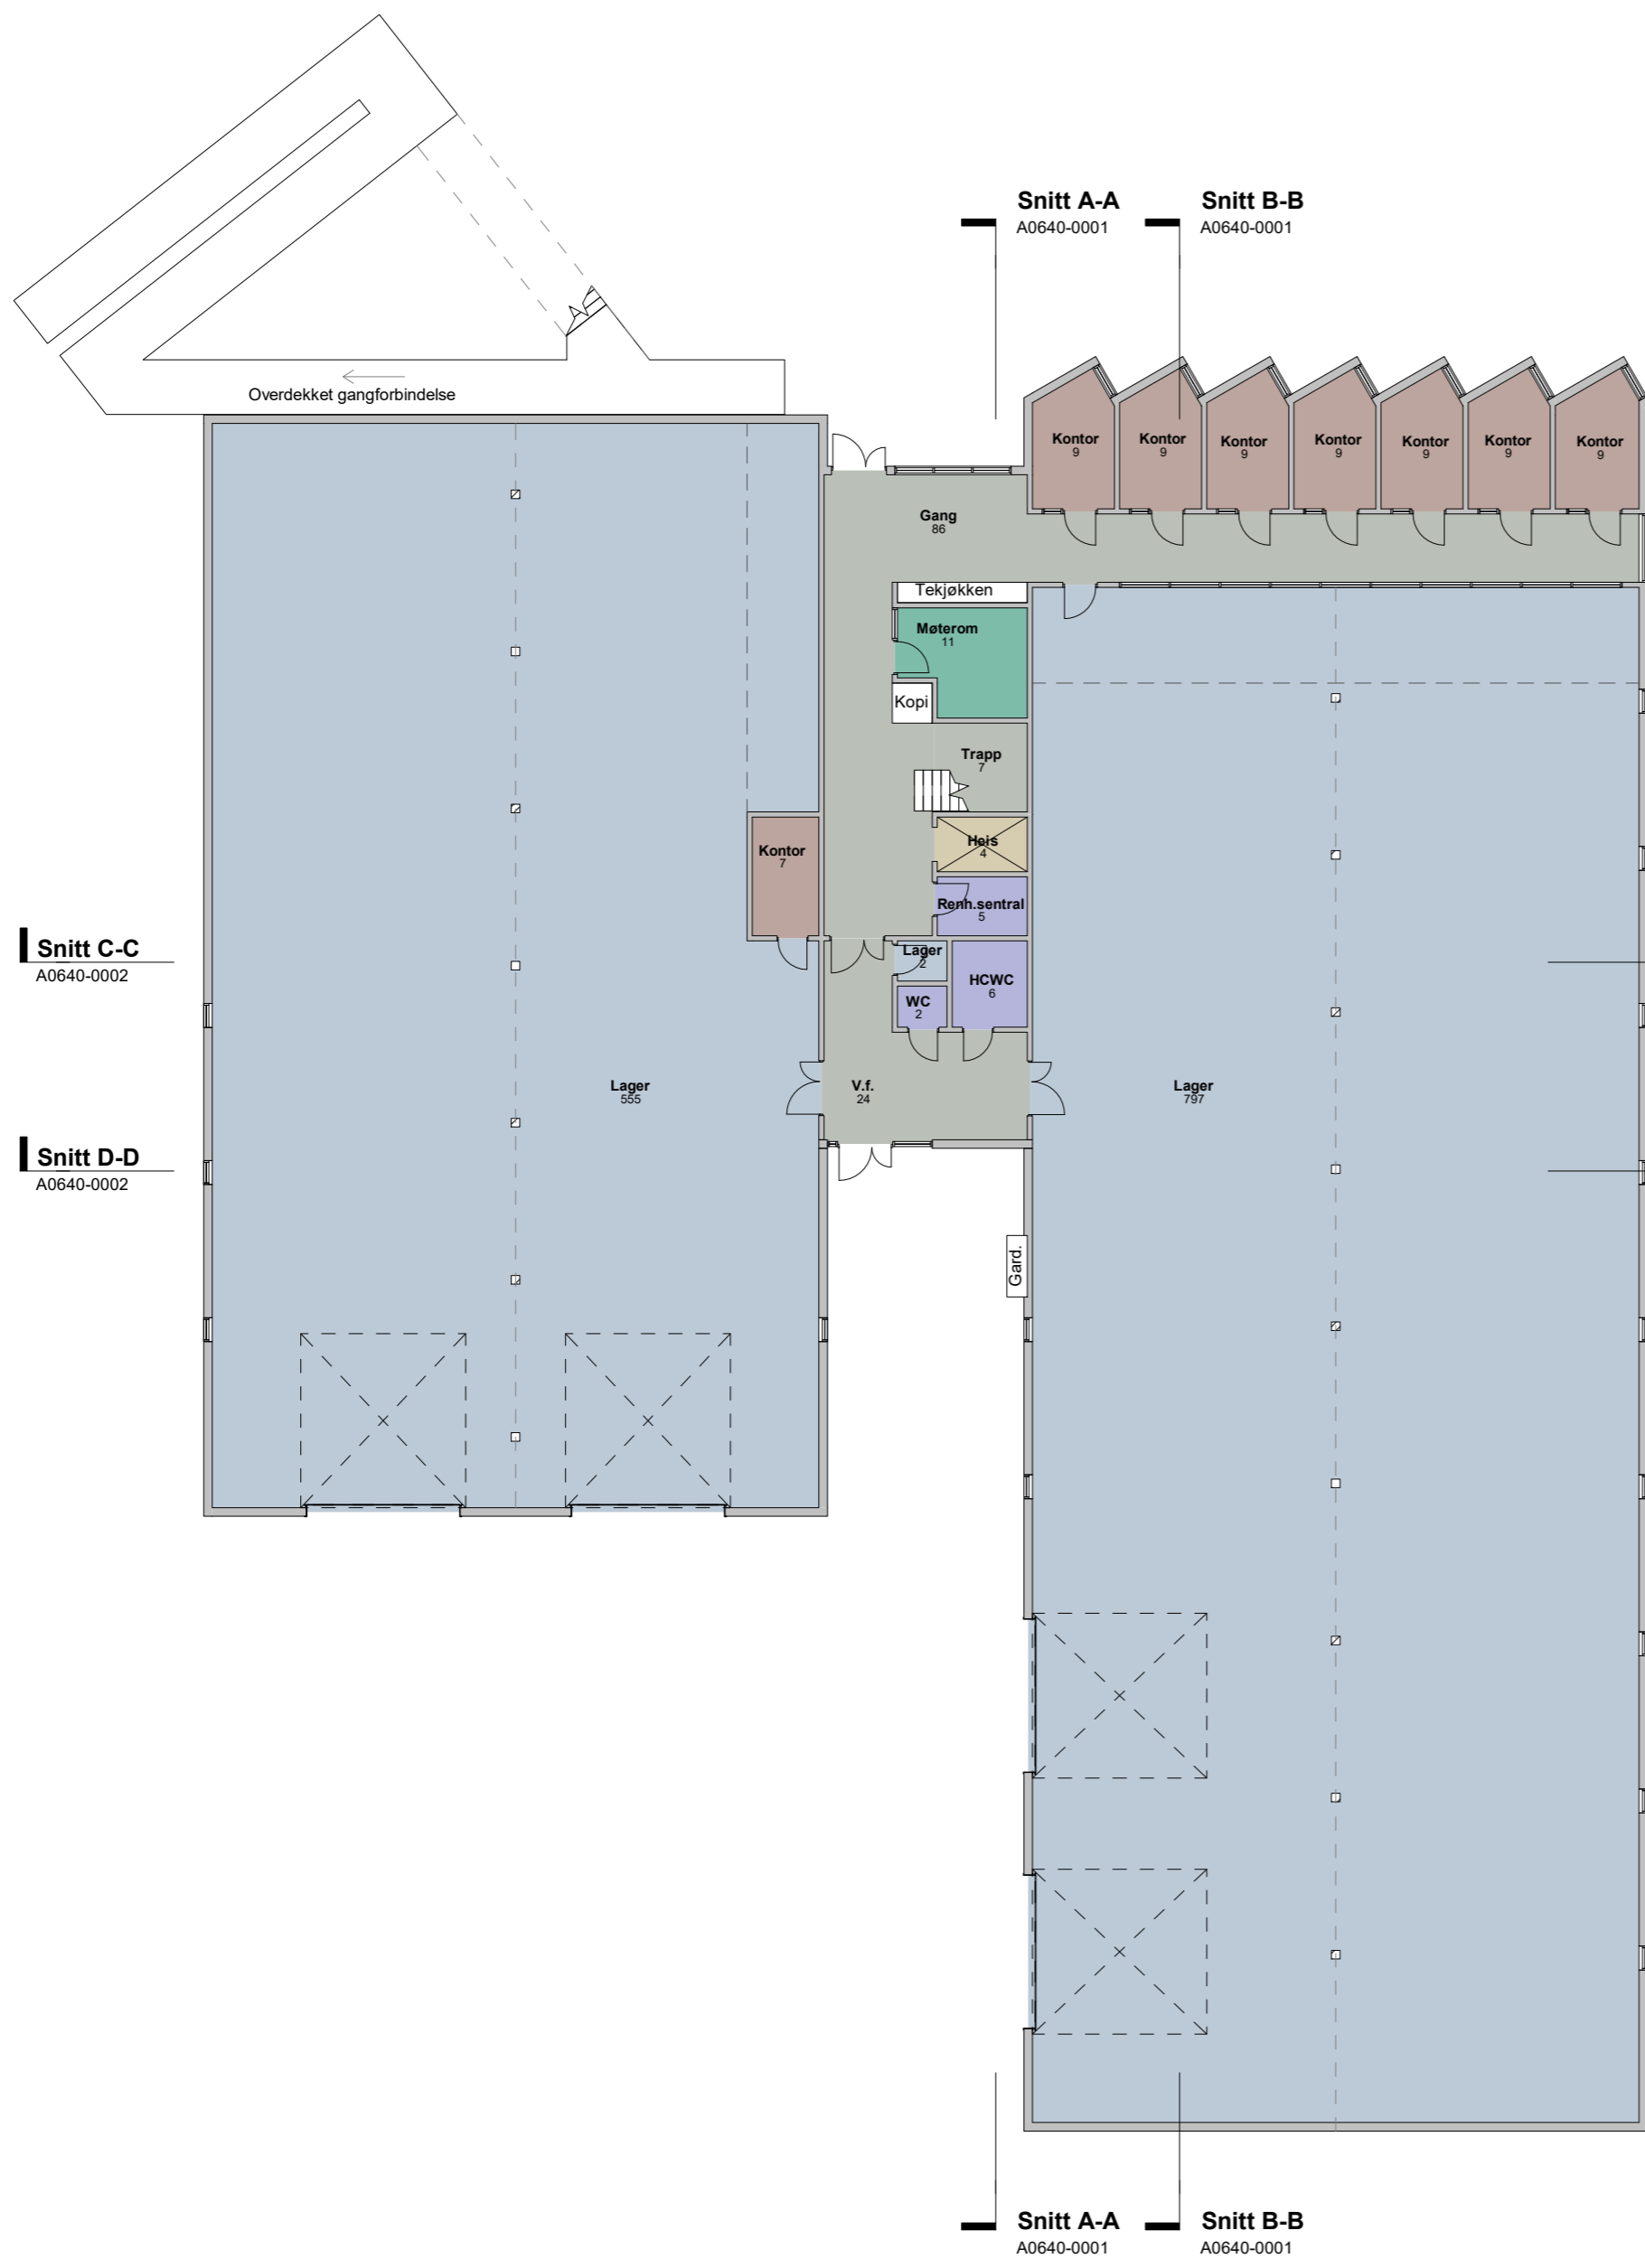 Snitt A-A
A0640-0001
Snitt B-B
A0640-0001
Overdekket gangforbindelse
Kontor
9
Kontor
9
Kontor
9
Kontor
9
Kontor
9
Kontor
9
Kontor
9
Gang
86
Tekjøkken
Møterom
11
Kopi
Trapp
7
Heis
4
Kontor
7
Renh.sentral
5
Lager
2
HCWC
6
WC
2
Snitt C-C
A0640-0002
Lager
555
V.f.
24
Lager
797
Snitt D-D
A0640-0002
Gard.
Snitt A-A
A0640-0001
Snitt B-B
A0640-0001